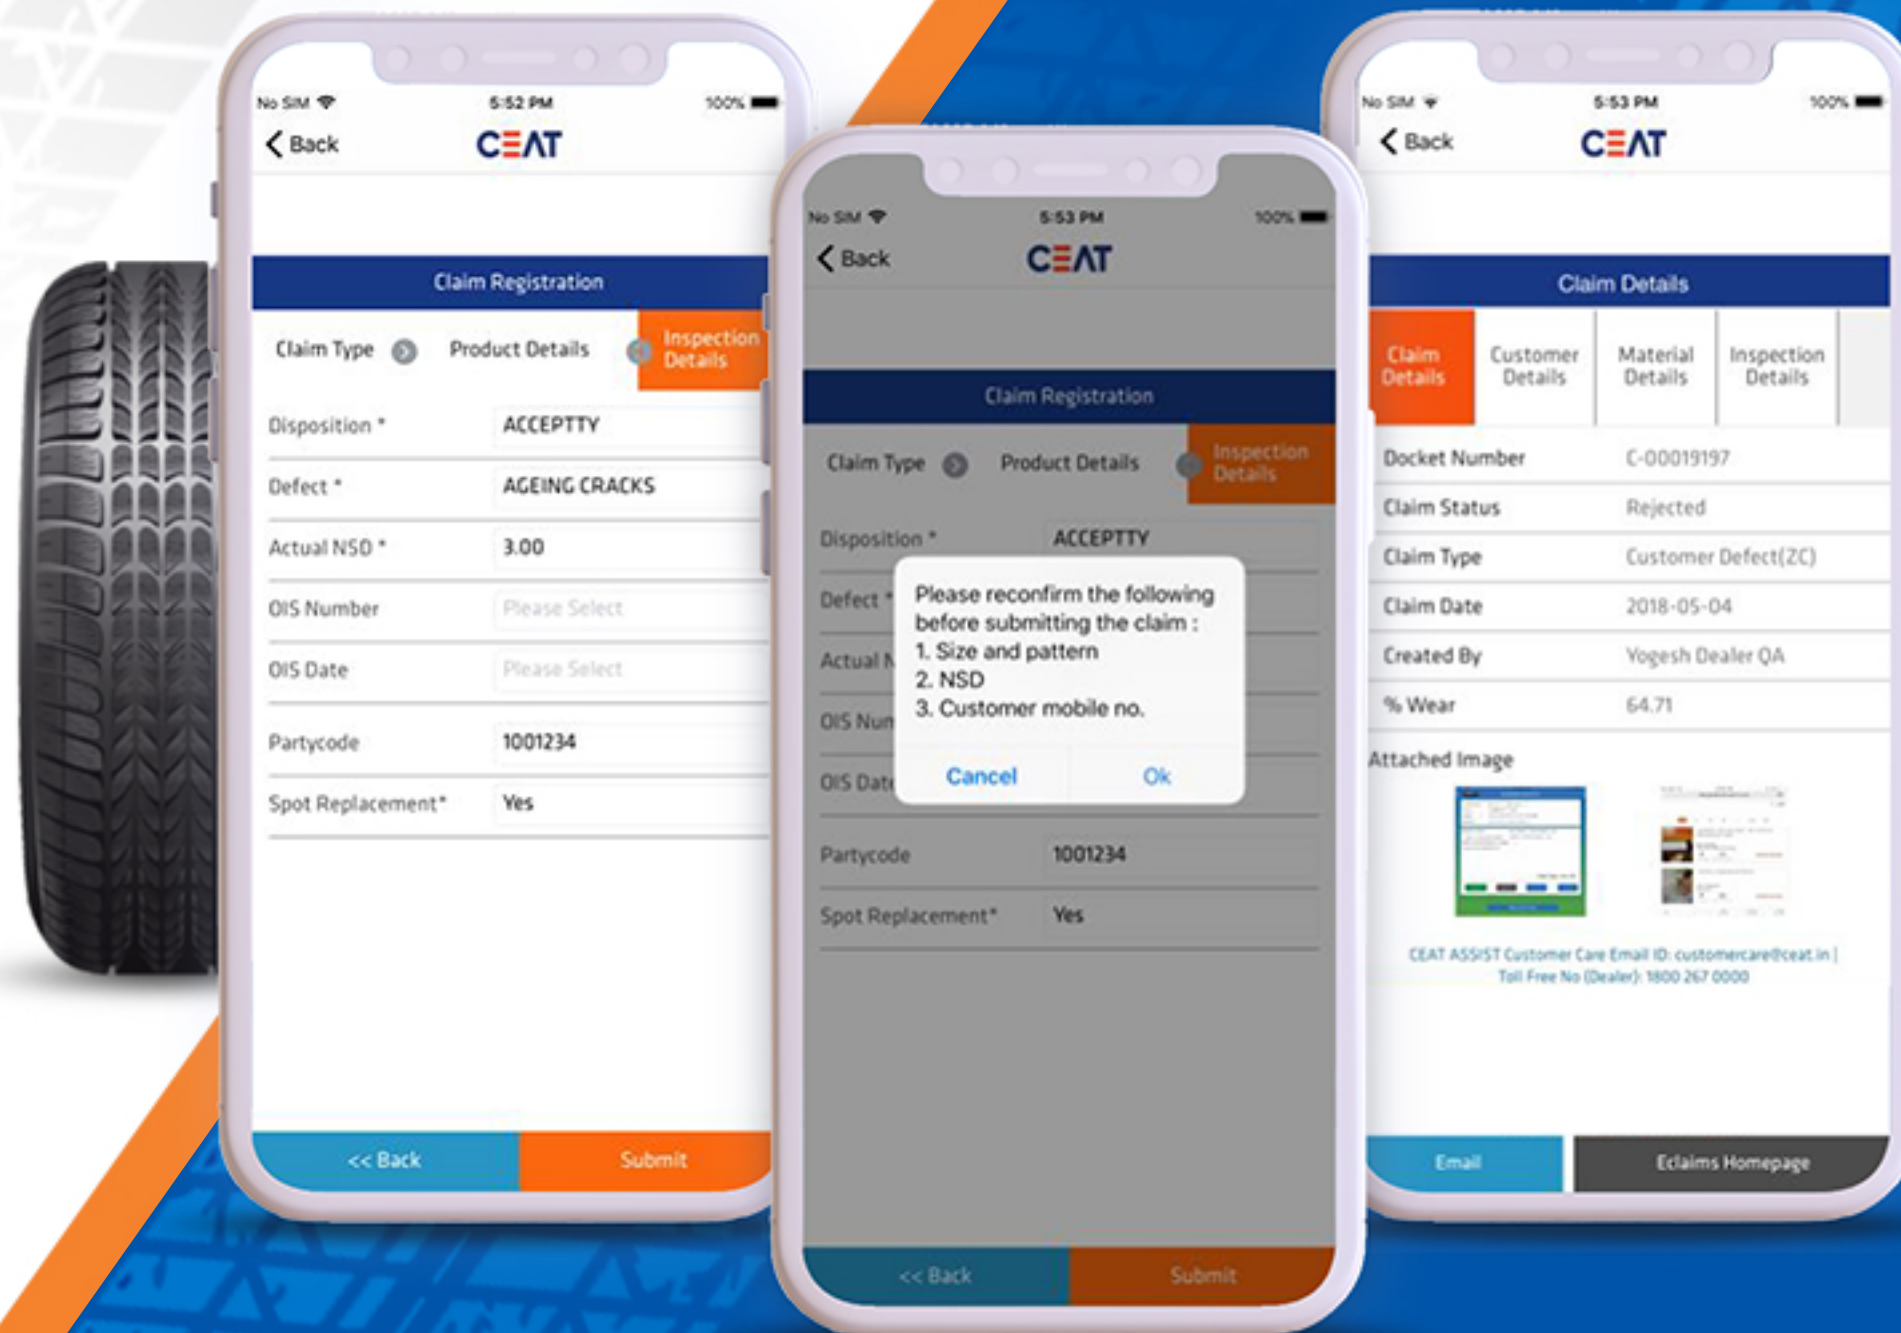 No SIM 5:52 PM 100%
Back CEAT
Claim Registration
Claim Type Product Details Inspection
Details
Disposition * ACCEPTTY
Defect * AGEING CRACKS
Actual NSD * 3.00
OIS Number Please Select
OIS Date Please Select
Partycode 1001234
Spot Replacement* Yes
<< Back Submit
No SIM 5:53 PM 100%
Back CEAT
Claim Registration
Claim Type Product Details Inspection
Details
Disposition * ACCEPTTY
Defect *
Please reconfirm the following
before submitting the claim :
1. Size and pattern
2. NSD
3. Customer mobile no.
Cancel Ok
Actual N
OIS Num
OIS Date
Partycode 1001234
Spot Replacement* Yes
<< Back Submit
No SIM 5:53 PM 100%
Back CEAT
Claim Details
Claim
Details
Customer
Details
Material
Details
Inspection
Details
Docket Number C-00019197
Claim Status Rejected
Claim Type Customer Defect(ZC)
Claim Date 2018-05-04
Created By Yogesh Dealer QA
% Wear 64.71
Attached Image
CEAT ASSIST Customer Care Email ID: customercare@ceat.in |
Toll Free No (Dealer): 1800 267 0000
Email Eclaims Homepage